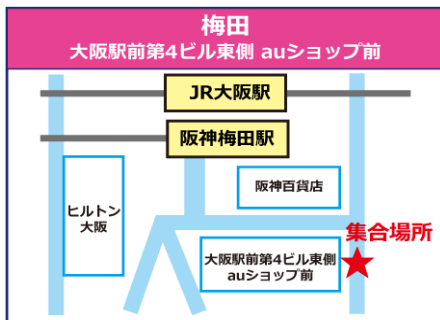 梅田
大阪駅前第4ビル東側 auショップ前
JR大阪駅
阪神梅田駅
阪神百貨店
ヒルトン
大阪
集合場所
大阪駅前第4ビル東側
auショップ前